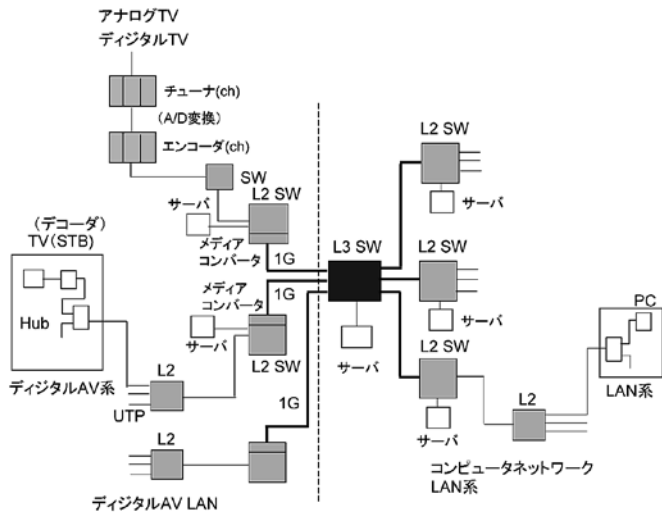 アナログTV
ディジタルTV
チューナ(ch)
(A/D変換)
エンコーダ(ch)
SW
L2 SW
サーバ
メディア
コンバータ
1G
(デコーダ)
TV(STB)
Hub
ディジタルAV系
メディア
コンバータ
1G
サーバ
L2 SW
L2
UTP
1G
L2
ディジタルAV LAN
L3 SW
サーバ
L2 SW
サーバ
L2 SW
サーバ
L2 SW
サーバ
L2
PC
LAN系
コンピュータネットワーク
LAN系